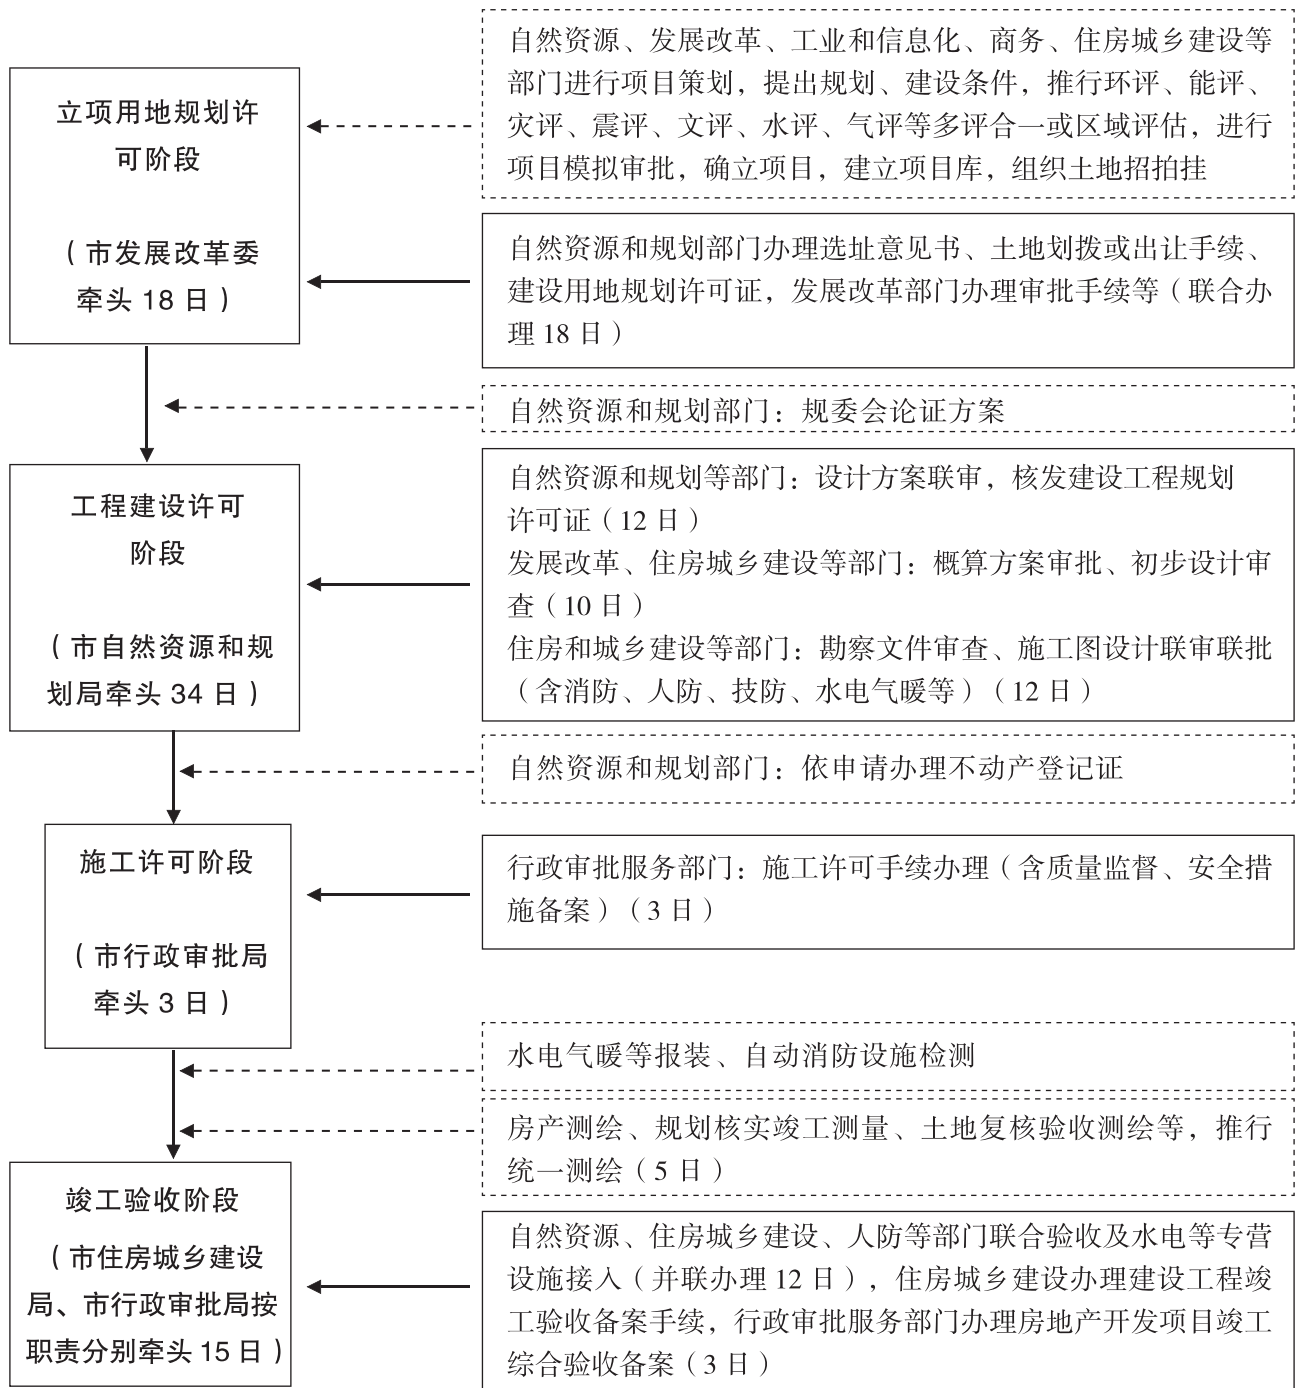 自然资源、发展改革、工业和信息化、商务、住房城乡建设等
部门进行项目策划，提出规划、建设条件，推行环评、能评、
灾评、震评、文评、水评、气评等多评合一或区域评估，进行
项目模拟审批，确立项目，建立项目库，组织土地招拍挂
立项用地规划许
可阶段
（市发展改革委
牵头 18 日）
自然资源和规划部门办理选址意见书、土地划拨或出让手续、
建设用地规划许可证，发展改革部门办理审批手续等（联合办
理 18 日）
自然资源和规划部门：规委会论证方案
工程建设许可
阶段
（市自然资源和规
划局牵头 34 日）
自然资源和规划等部门：设计方案联审，核发建设工程规划
许可证（12 日）
发展改革、住房城乡建设等部门：概算方案审批、初步设计审
查（10 日）
住房和城乡建设等部门：勘察文件审查、施工图设计联审联批
（含消防、人防、技防、水电气暖等）（12 日）
自然资源和规划部门：依申请办理不动产登记证
施工许可阶段
（市行政审批局
牵头 3 日）
行政审批服务部门：施工许可手续办理（含质量监督、安全措
施备案）（3 日）
水电气暖等报装、自动消防设施检测
房产测绘、规划核实竣工测量、土地复核验收测绘等，推行
统一测绘（5 日）
竣工验收阶段
（市住房城乡建设
局、市行政审批局按
职责分别牵头 15 日）
自然资源、住房城乡建设、人防等部门联合验收及水电等专营
设施接入（并联办理 12 日），住房城乡建设办理建设工程竣
工验收备案手续，行政审批服务部门办理房地产开发项目竣工
综合验收备案（3 日）